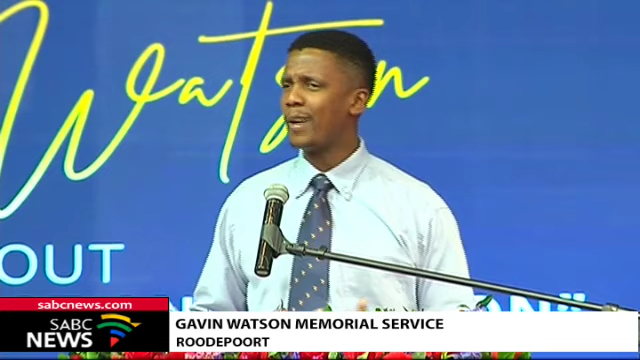 Watson
OUT
sabcnews.com
SABC
NEWS
GAVIN WATSON MEMORIAL SERVICE
ROODEPOORT